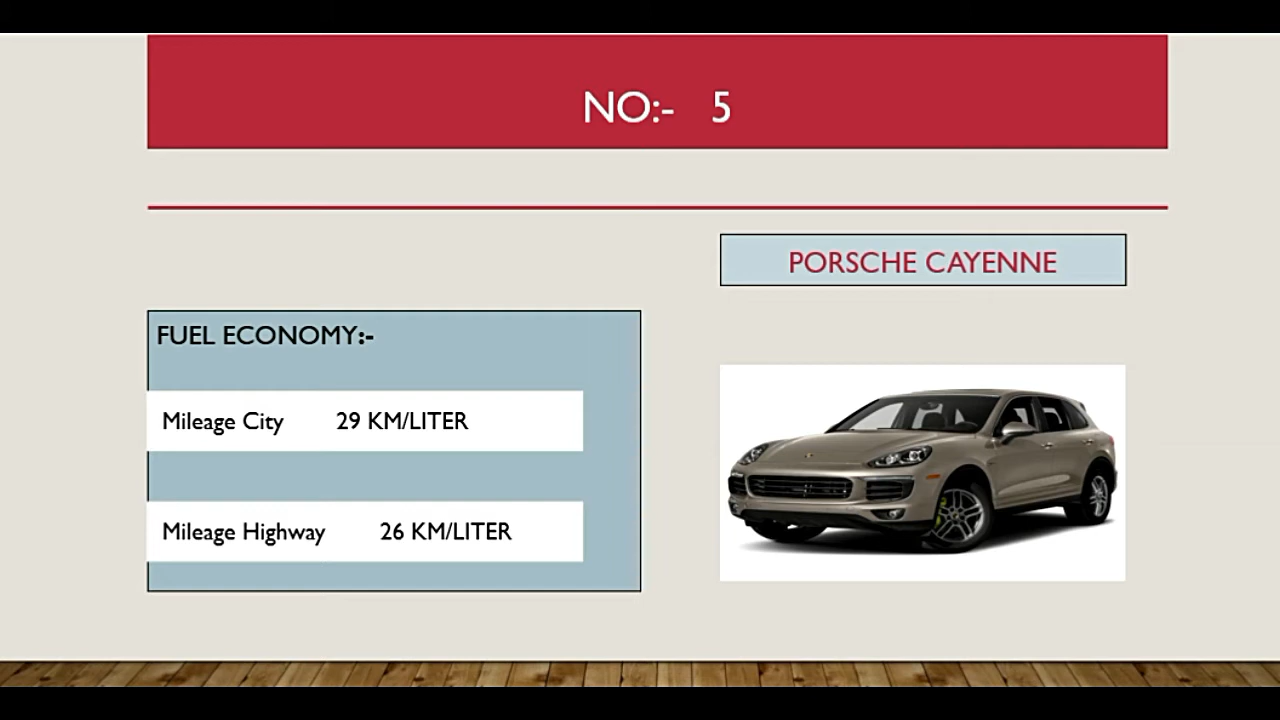 NO:- 5
PORSCHE CAYENNE
FUEL ECONOMY:-
Mileage City 29 KM/LITER
Mileage Highway 26 KM/LITER